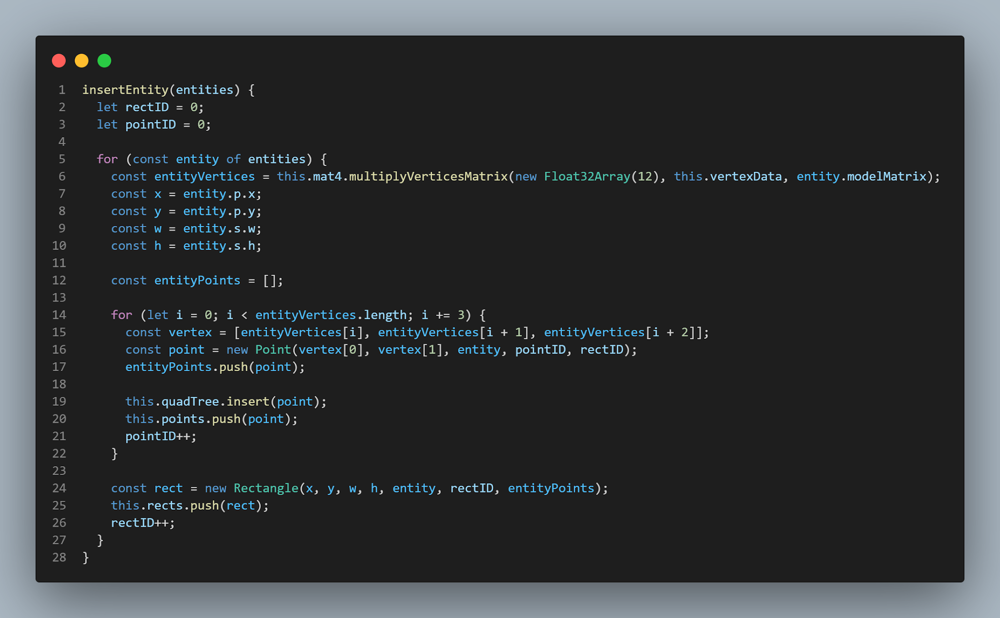 1 insertEntity(entities) {
2   let rectID = 0;
3   let pointID = 0;
4
5   for (const entity of entities) {
6     const entityVertices = this.mat4.multiplyVerticesMatrix(new Float32Array(12), this.vertexData, entity.modelMatrix);
7     const x = entity.p.x;
8     const y = entity.p.y;
9     const w = entity.s.w;
10     const h = entity.s.h;
11
12     const entityPoints = [];
13
14     for (let i = 0; i < entityVertices.length; i += 3) {
15       const vertex = [entityVertices[i], entityVertices[i + 1], entityVertices[i + 2]];
16       const point = new Point(vertex[0], vertex[1], entity, pointID, rectID);
17       entityPoints.push(point);
18
19       this.quadTree.insert(point);
20       this.points.push(point);
21       pointID++;
22     }
23
24     const rect = new Rectangle(x, y, w, h, entity, rectID, entityPoints);
25     this.rects.push(rect);
26     rectID++;
27   }
28 }